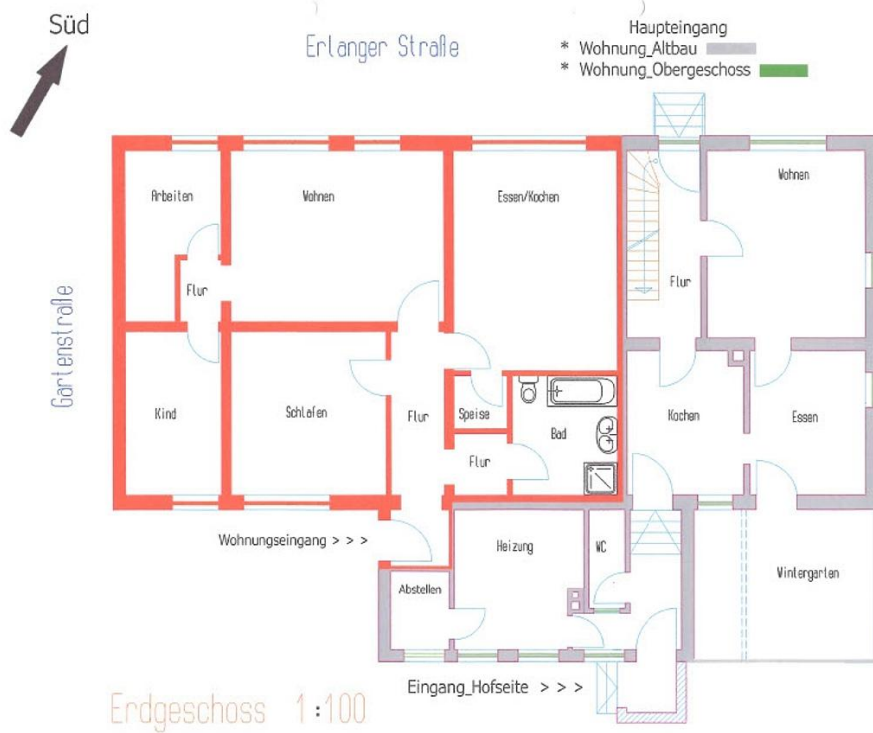 Süd
Erlanger Straße
Haupteingang
* Wohnung_Altbau
* Wohnung_Obergeschoss
Arbeiten
Wohnen
Essen/Kochen
Wohnen
Flur
Flur
Gartenstraße
Kind
Schlafen
Flur
Speise
Bad
Flur
Kochen
Essen
Wohnungseingang > > >
Heizung
WC
Wintergarten
Abstellen
Eingang_Hofseite > > >
Erdgeschoss 1:100